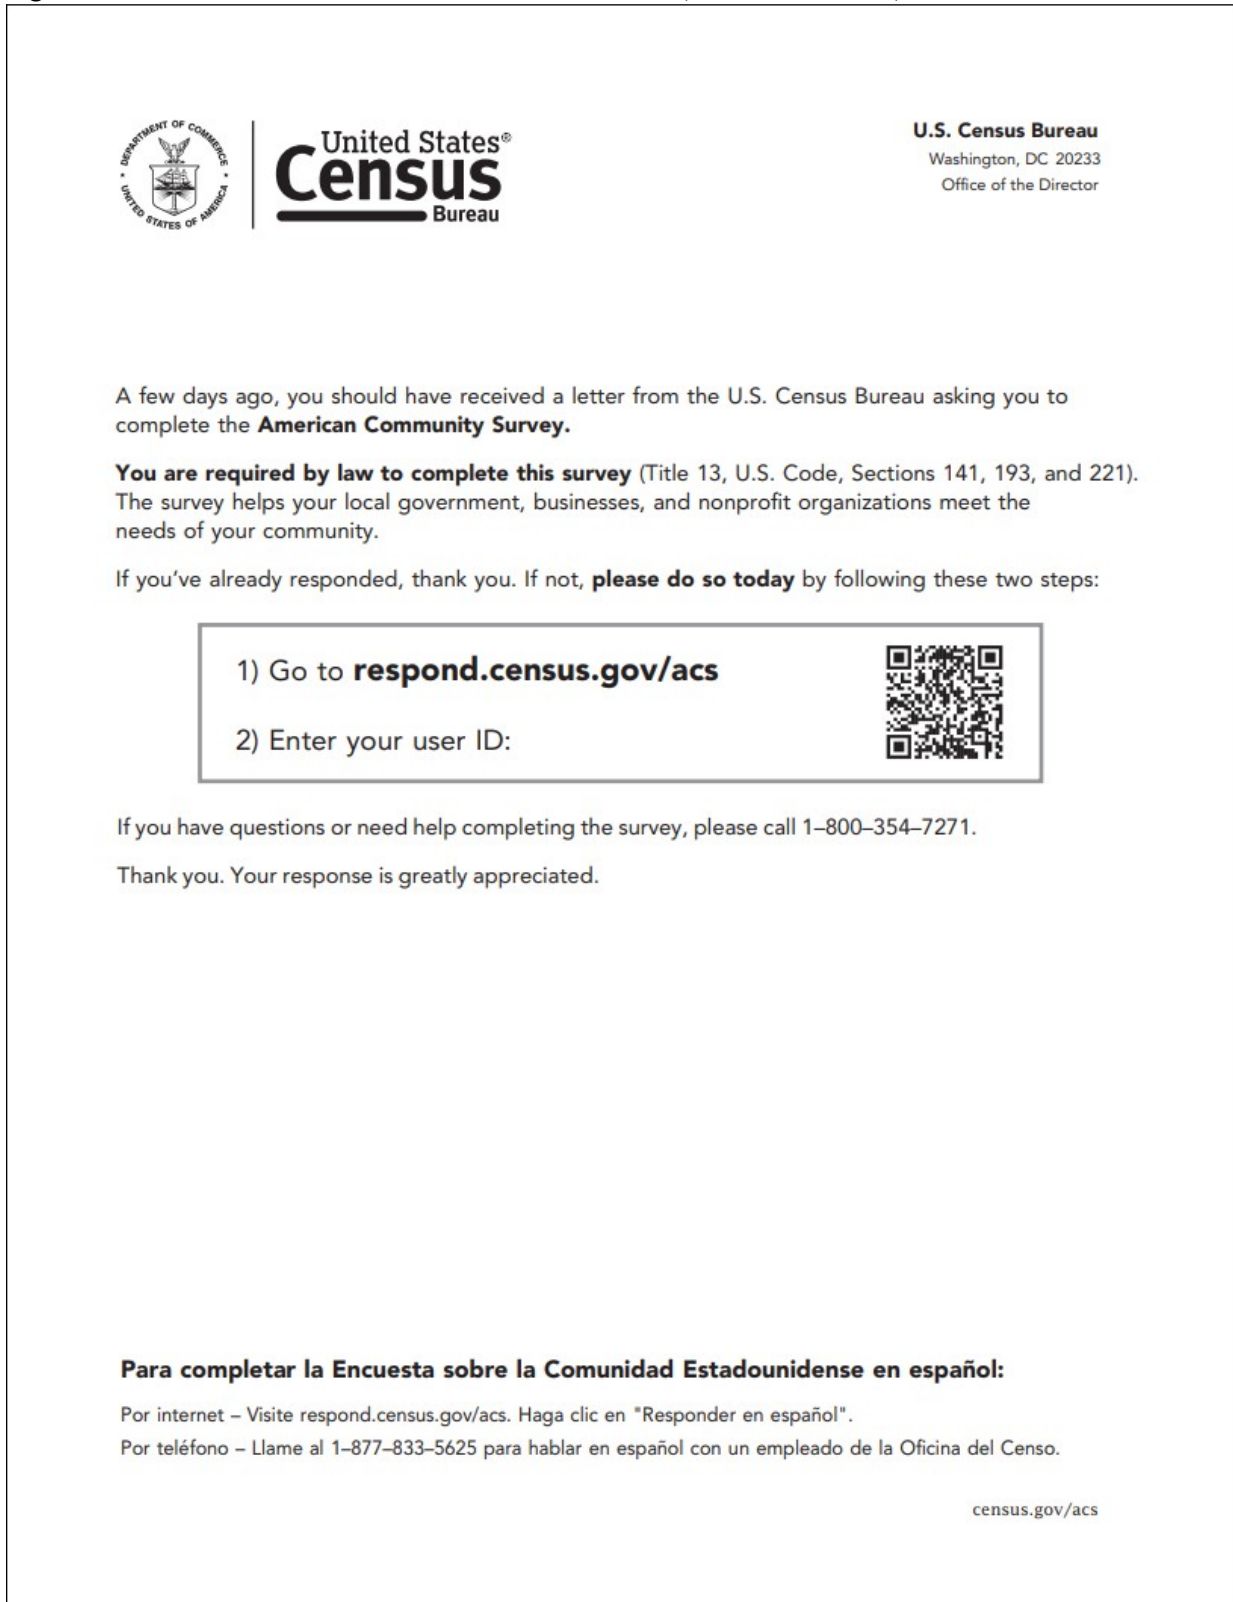 DEPARTMENT OF COMMERCE
UNITED STATES OF AMERICA
United States®
Census
Bureau
U.S. Census Bureau
Washington, DC 20233
Office of the Director
A few days ago, you should have received a letter from the U.S. Census Bureau asking you to
complete the American Community Survey.
You are required by law to complete this survey (Title 13, U.S. Code, Sections 141, 193, and 221).
The survey helps your local government, businesses, and nonprofit organizations meet the
needs of your community.
If you’ve already responded, thank you. If not, please do so today by following these two steps:
1) Go to respond.census.gov/acs
2) Enter your user ID:
If you have questions or need help completing the survey, please call 1–800–354–7271.
Thank you. Your response is greatly appreciated.
Para completar la Encuesta sobre la Comunidad Estadounidense en español:
Por internet – Visite respond.census.gov/acs. Haga clic en "Responder en español".
Por teléfono – Llame al 1–877–833–5625 para hablar en español con un empleado de la Oficina del Censo.
census.gov/acs